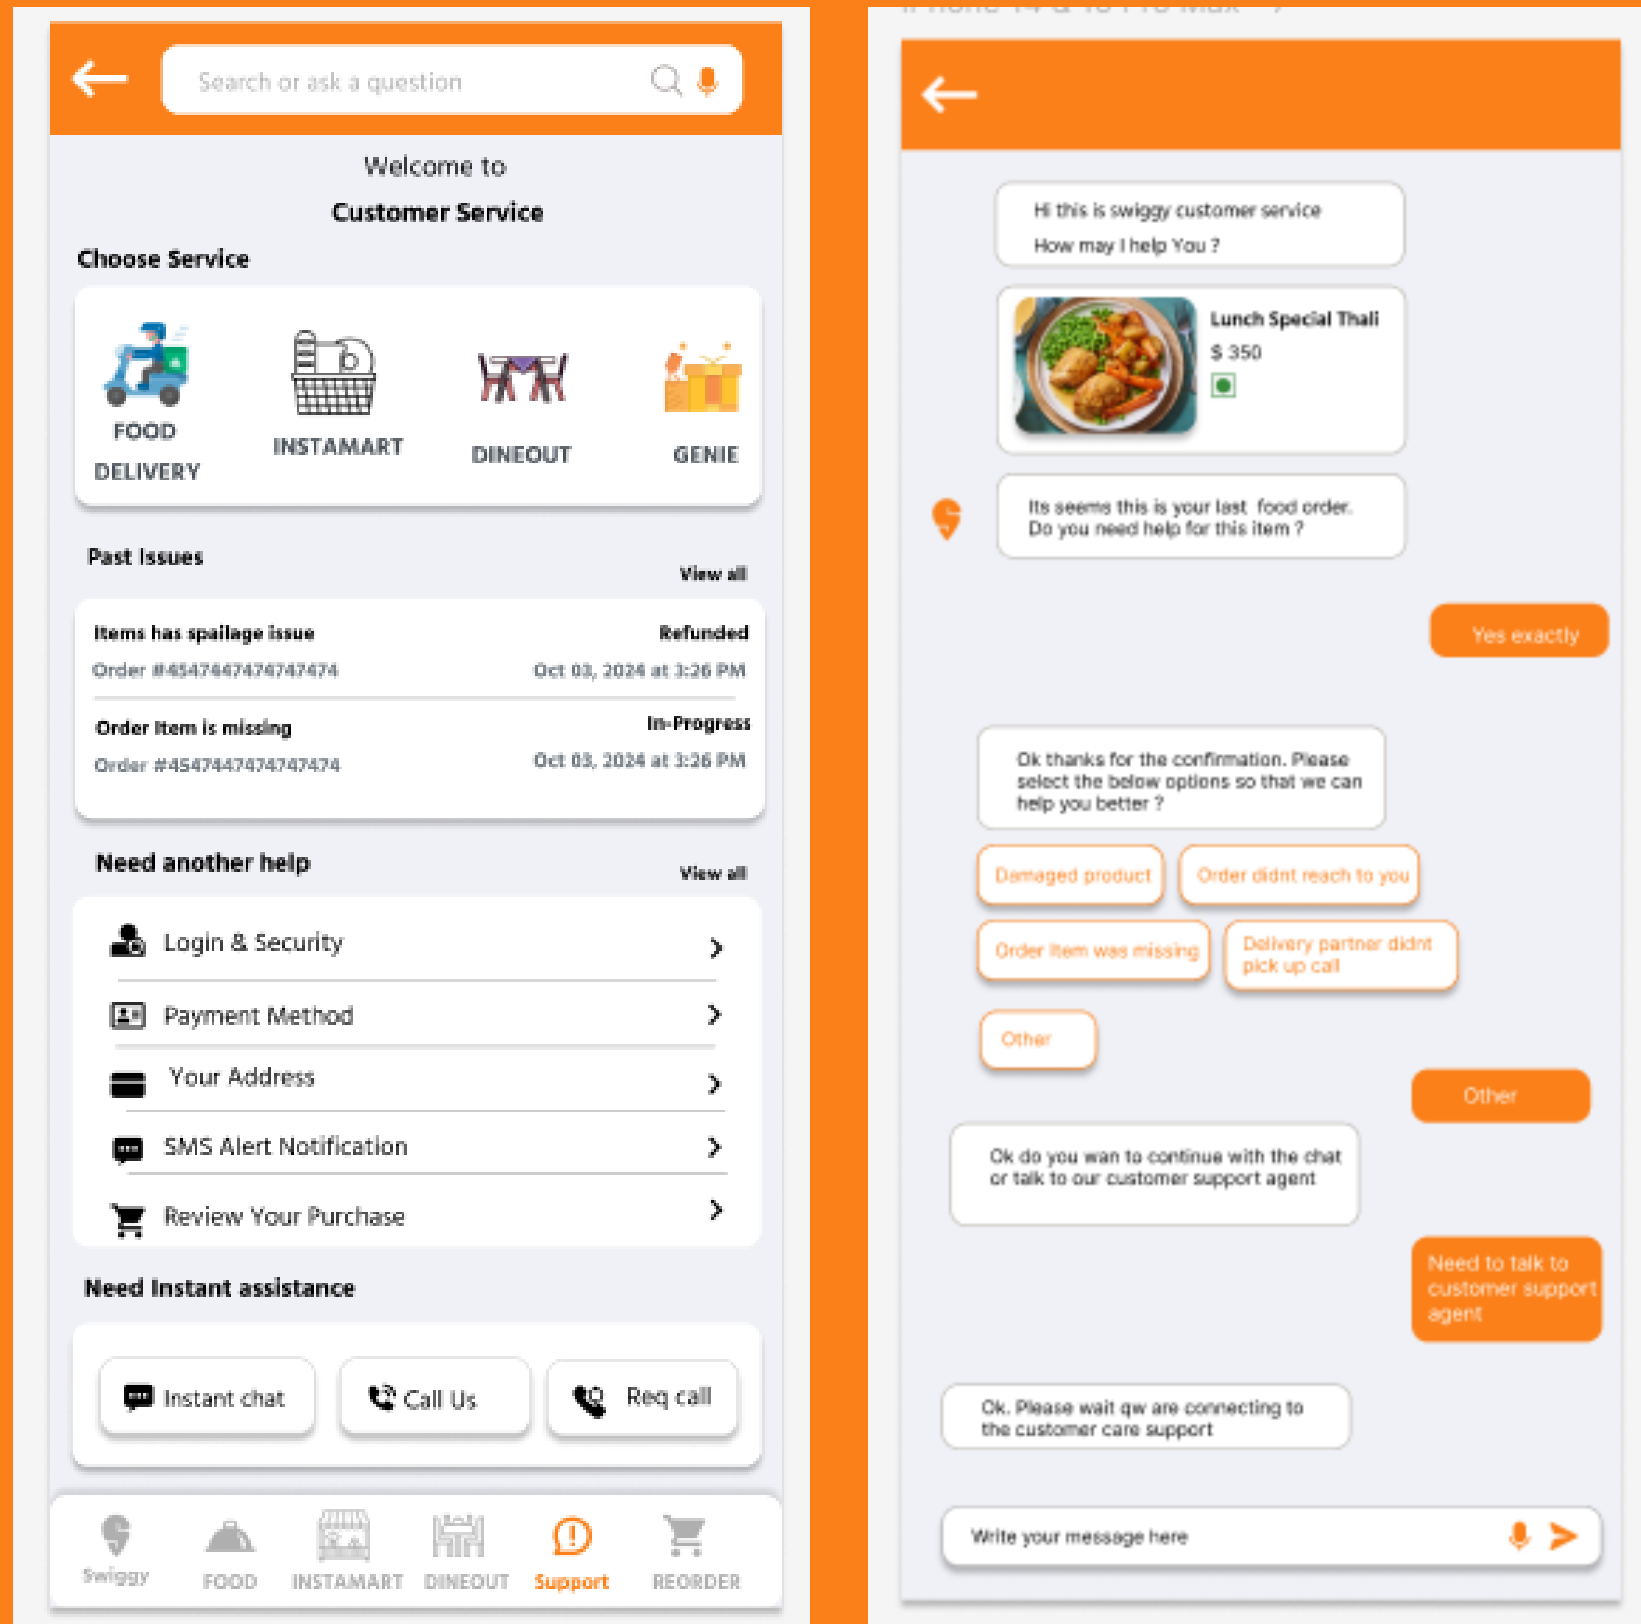 Search or ask a question
Welcome to
Customer Service
Choose Service
FOOD
DELIVERY
INSTAMART
DINEOUT
GENIE
Past Issues
View all
Items has spailage issue
Refunded
Order #4547447474747474
Oct 03, 2024 at 3:26 PM
Order Item is missing
In-Progress
Order #4547447474747474
Oct 03, 2024 at 3:26 PM
Need another help
View all
Login & Security
Payment Method
Your Address
SMS Alert Notification
Review Your Purchase
Need Instant assistance
Instant chat
Call Us
Req call
Swiggy
FOOD
INSTAMART
DINEOUT
Support
REORDER
iPhone 14 & 15 Pro Max -
Hi this is swiggy customer service
How may I help You ?
Lunch Special Thali
$ 350
Its seems this is your last food order.
Do you need help for this item ?
Yes exactly
Ok thanks for the confirmation. Please
select the below options so that we can
help you better ?
Damaged product
Order didnt reach to you
Order Item was missing
Delivery partner didnt
pick up call
Other
Other
Ok do you wan to continue with the chat
or talk to our customer support agent
Need to talk to
customer support
agent
Ok. Please wait qw are connecting to
the customer care support
Write your message here